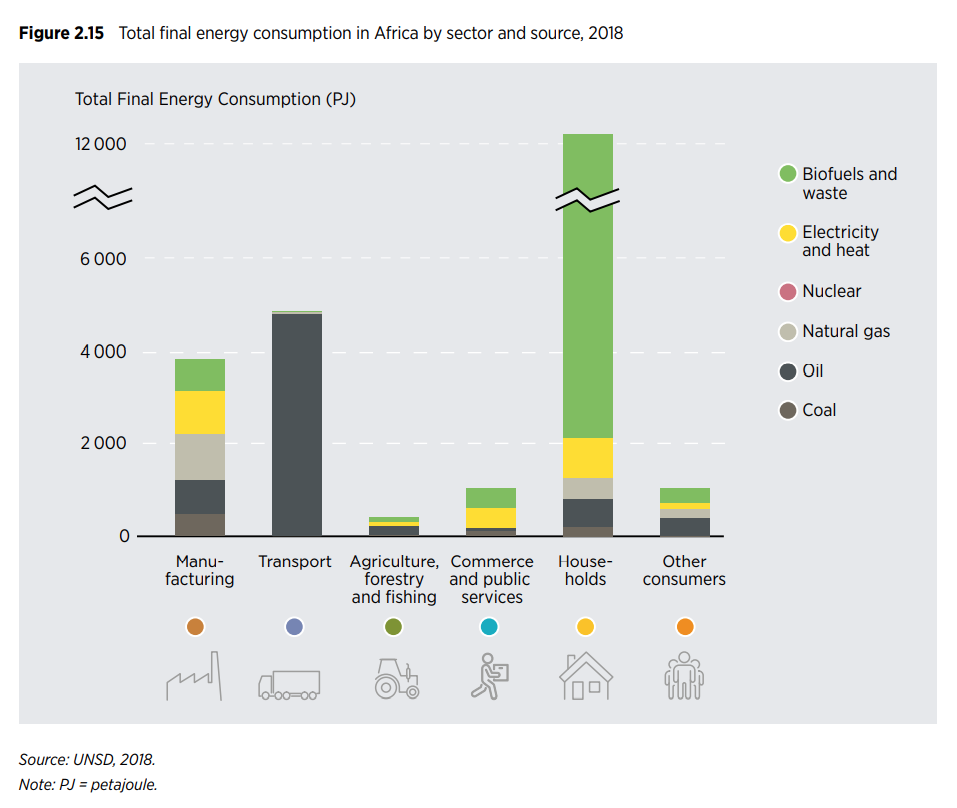 Figure 2.15 Total final energy consumption in Africa by sector and source, 2018
Total Final Energy Consumption (PJ)
12 000
6 000
4 000
2 000
0
Biofuels and
waste
Electricity
and heat
Nuclear
Natural gas
Oil
Coal
Manu-
facturing
Transport
Agriculture,
forestry
and fishing
Commerce
and public
services
House-
holds
Other
consumers
Source: UNSD, 2018.
Note: PJ = petajoule.